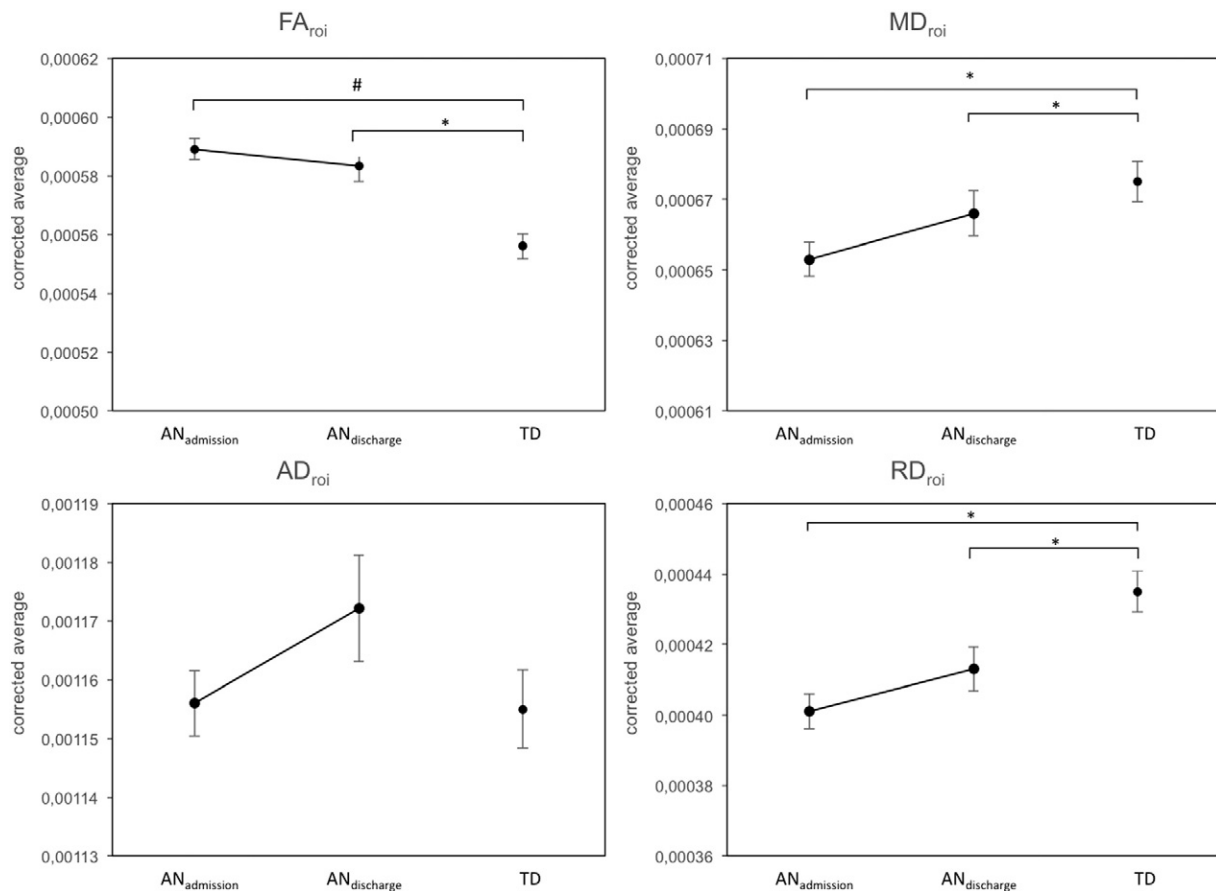 FAroi
0,00062
0,00060
0,00058
0,00056
0,00054
0,00052
0,00050
corrected average
#
*
ANadmission ANdischarge TD
MDroi
0,00071
0,00069
0,00067
0,00065
0,00063
0,00061
corrected average
*
*
ANadmission ANdischarge TD
ADroi
0,00119
0,00118
0,00117
0,00116
0,00115
0,00114
0,00113
corrected average
ANadmission ANdischarge TD
RDroi
0,00046
0,00044
0,00042
0,00040
0,00038
0,00036
corrected average
*
*
ANadmission ANdischarge TD